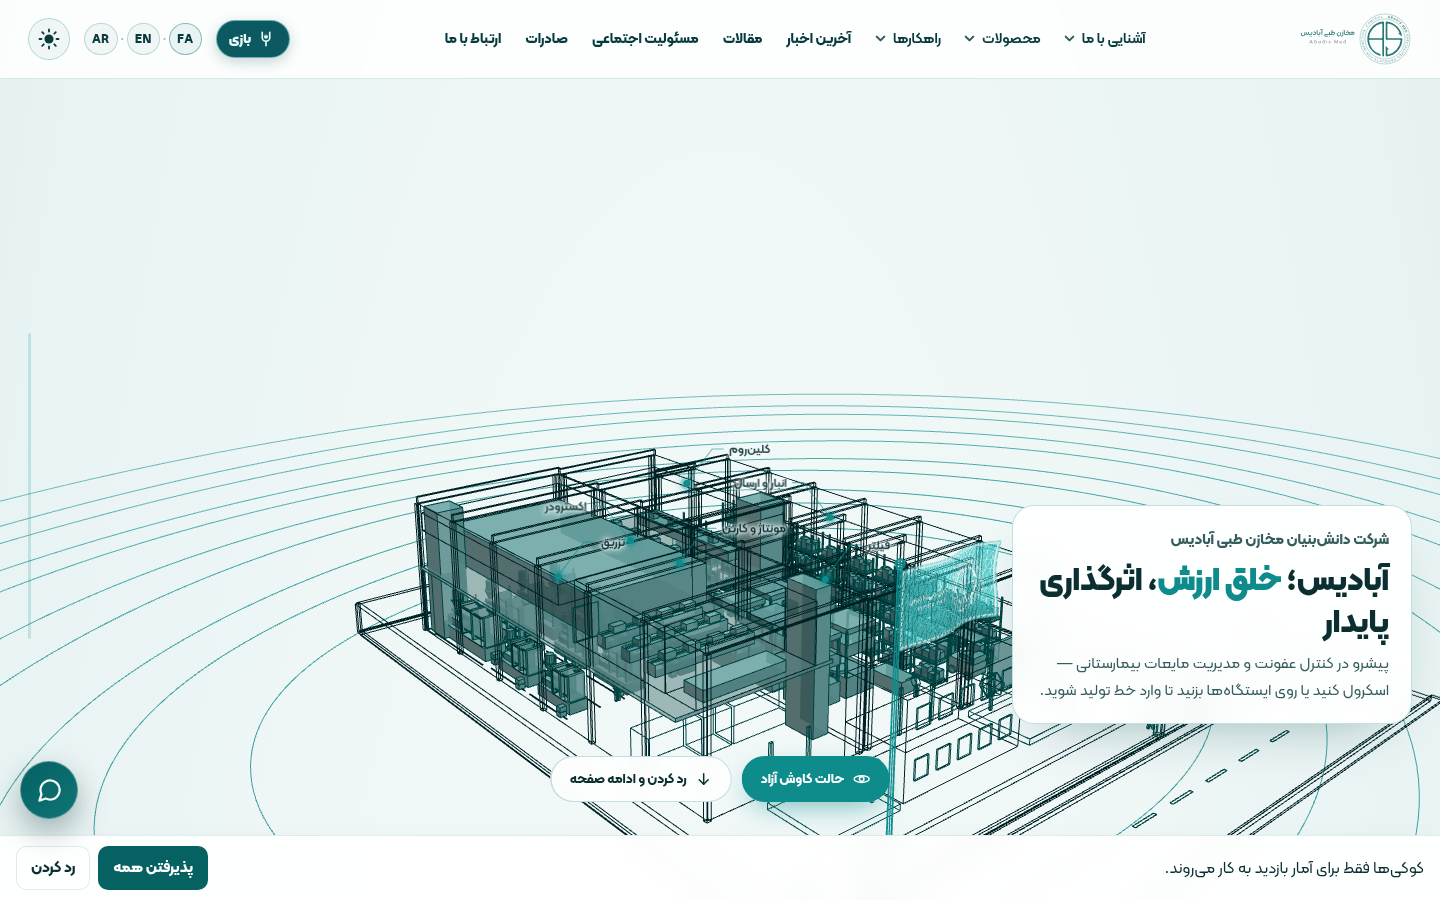 مخازن طبی آبادیس
Abadis Med
آشنایی با ما
محصولات
راهکارها
آخرین اخبار
مقالات
مسئولیت اجتماعی
صادرات
ارتباط با ما
بازی
FA · EN · AR
کلین‌روم
انبار و ارسال
اکسترودر
مونتاژ و کارتن
تزریق
فیلتر
شرکت دانش‌بنیان مخازن طبی آبادیس
آبادیس؛ خلق ارزش، اثرگذاری
پایدار
پیشرو در کنترل عفونت و مدیریت مایعات بیمارستانی —
اسکرول کنید یا روی ایستگاه‌ها بزنید تا وارد خط تولید شوید.
حالت کاوش آزاد
رد کردن و ادامه صفحه
کوکی‌ها فقط برای آمار بازدید به کار می‌روند.
پذیرفتن همه
رد کردن